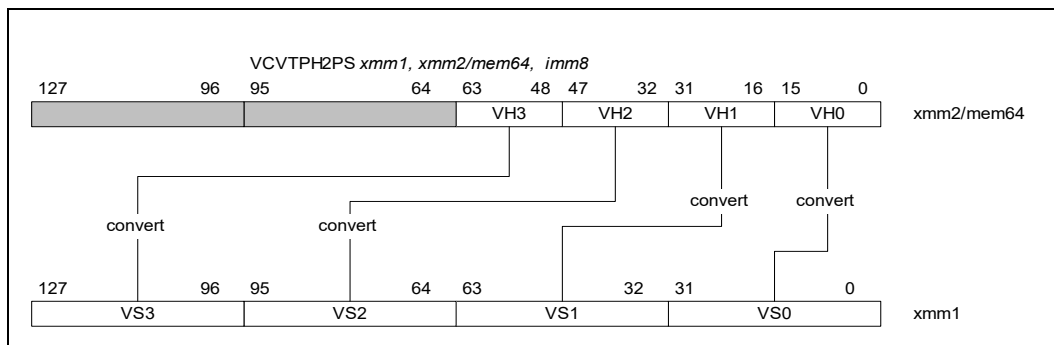 VCVTPH2PS xmm1, xmm2/mem64, imm8
127 96 95 64 63 48 47 32 31 16 15 0
VH3 VH2 VH1 VH0 xmm2/mem64
convert convert
convert convert
127 96 95 64 63 32 31 0
VS3 VS2 VS1 VS0 xmm1